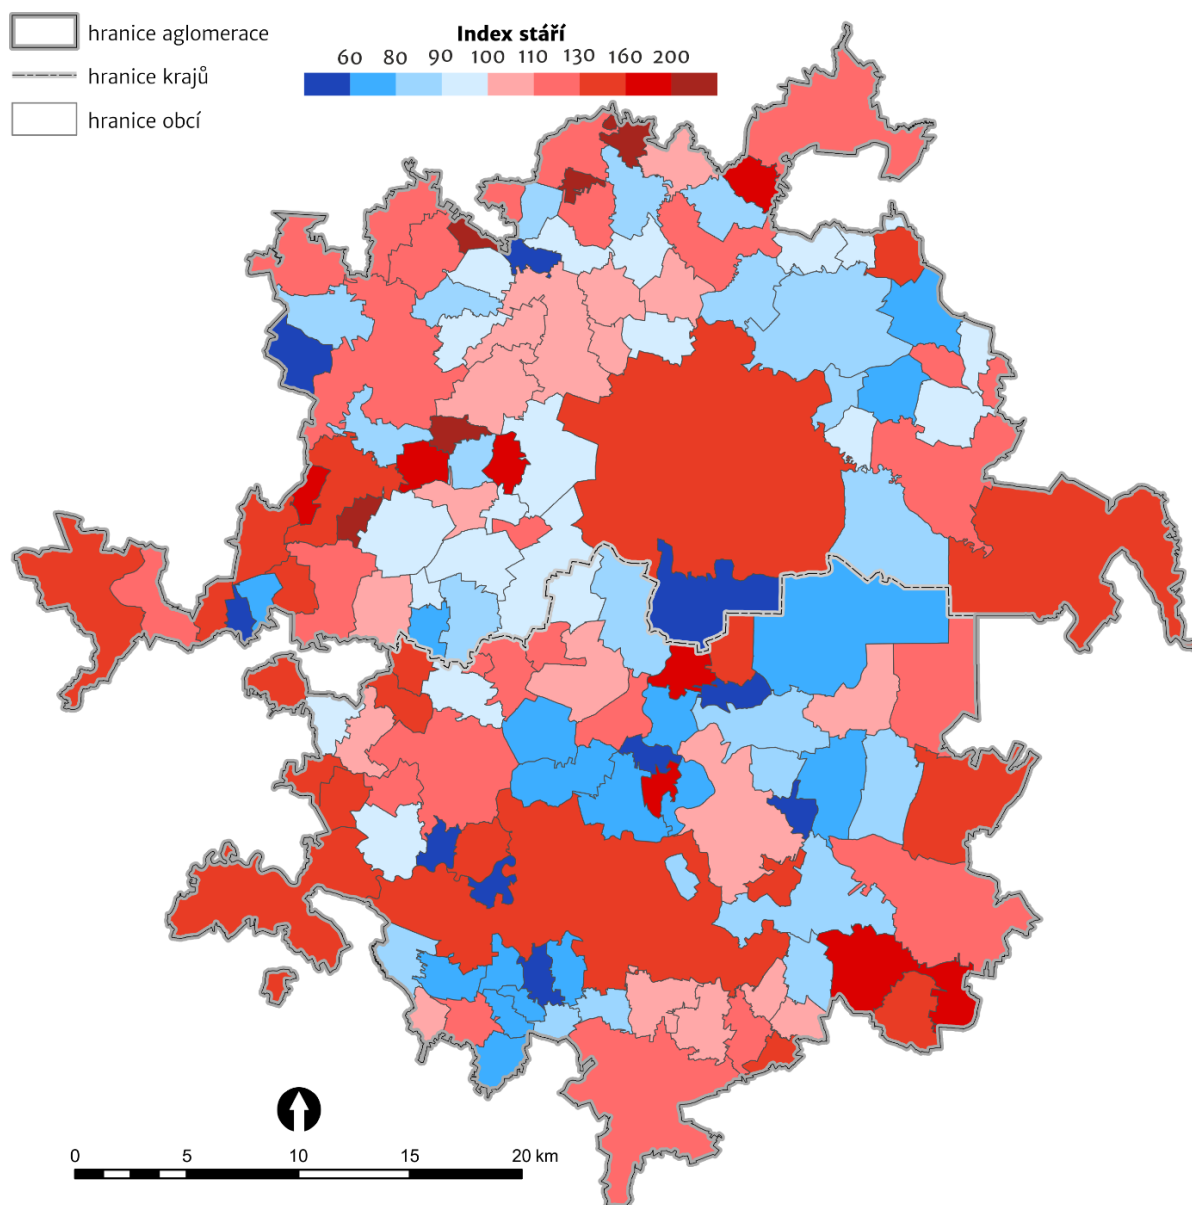 hranice aglomerace
hranice krajů
hranice obcí
Index stáří
60 80 90 100 110 130 160 200
0 5 10 15 20 km